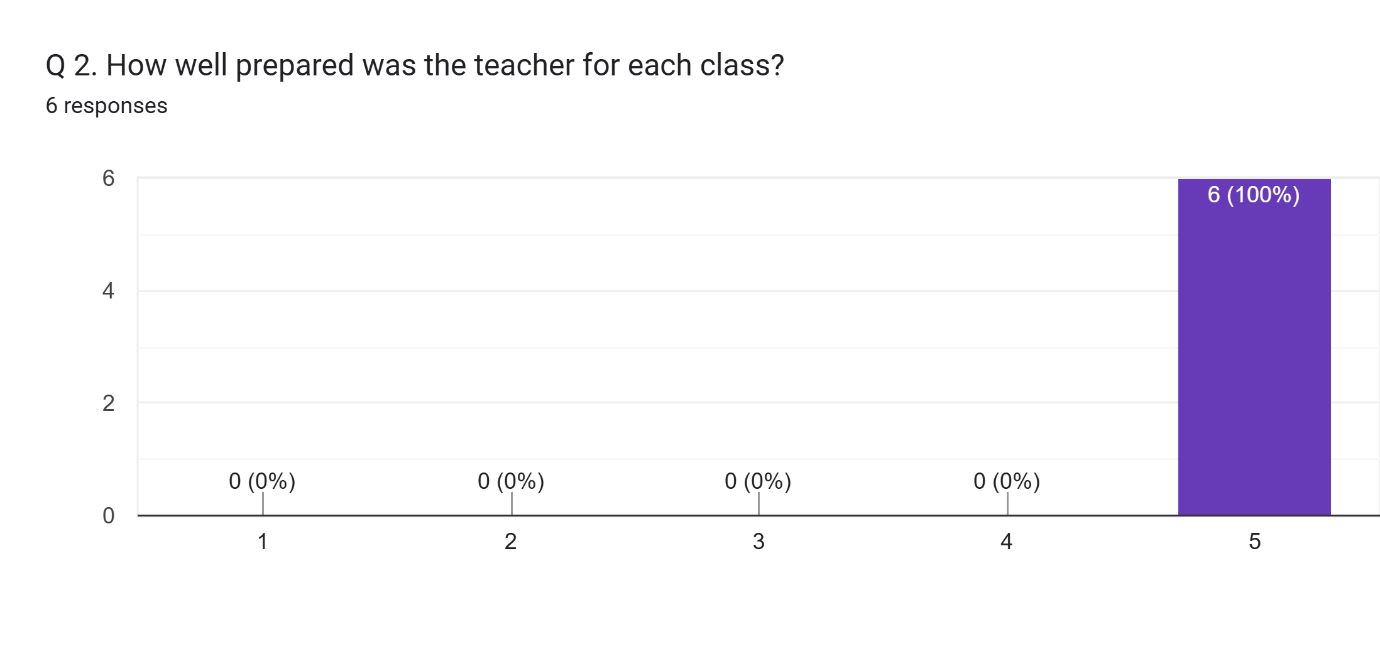 Q 2. How well prepared was the teacher for each class?
6 responses
6
6 (100%)
4
2
0 (0%) 0 (0%) 0 (0%) 0 (0%)
0
1 2 3 4 5